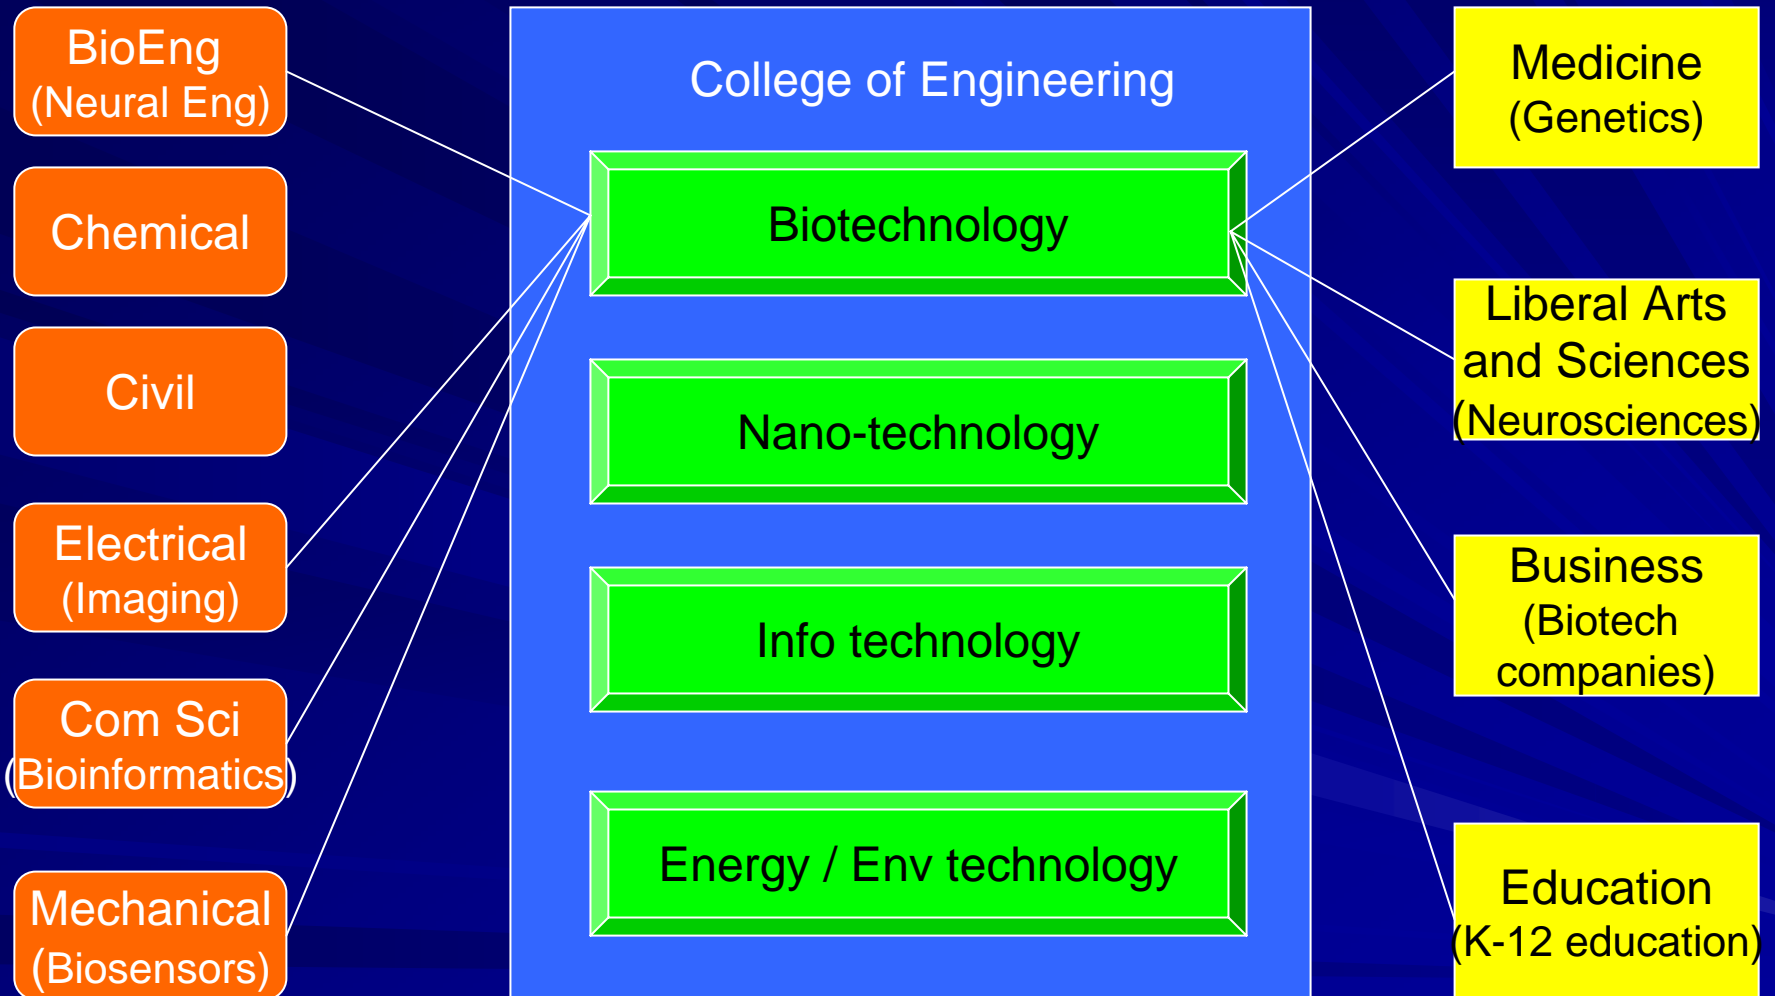 BioEng
(Neural Eng)
Chemical
Civil
Electrical
(Imaging)
Com Sci
(Bioinformatics)
Mechanical
(Biosensors)
College of Engineering
Biotechnology
Nano-technology
Info technology
Energy / Env technology
Medicine
(Genetics)
Liberal Arts
and Sciences
(Neurosciences)
Business
(Biotech
companies)
Education
(K-12 education)